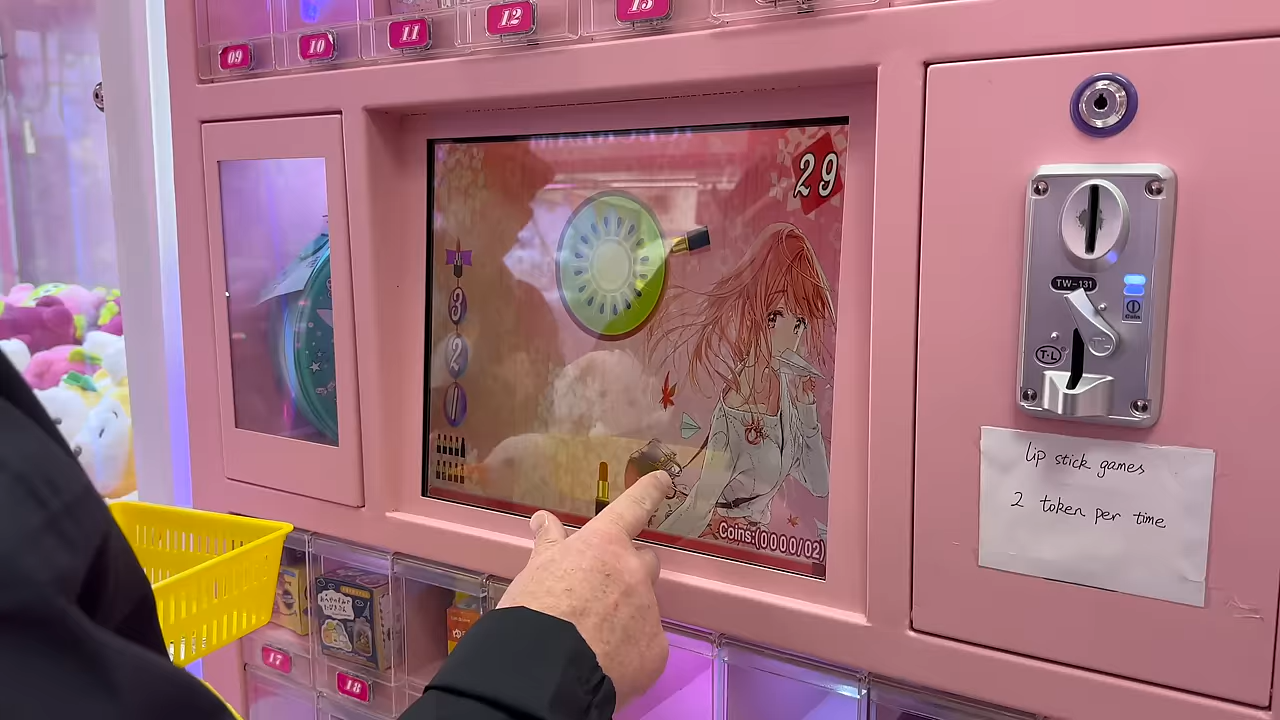 09
10
11
12
13
29
3
2
1
Coins:(0000/02)
TW-131
Coin
T-L
Lip stick games
2 token per time
17
18